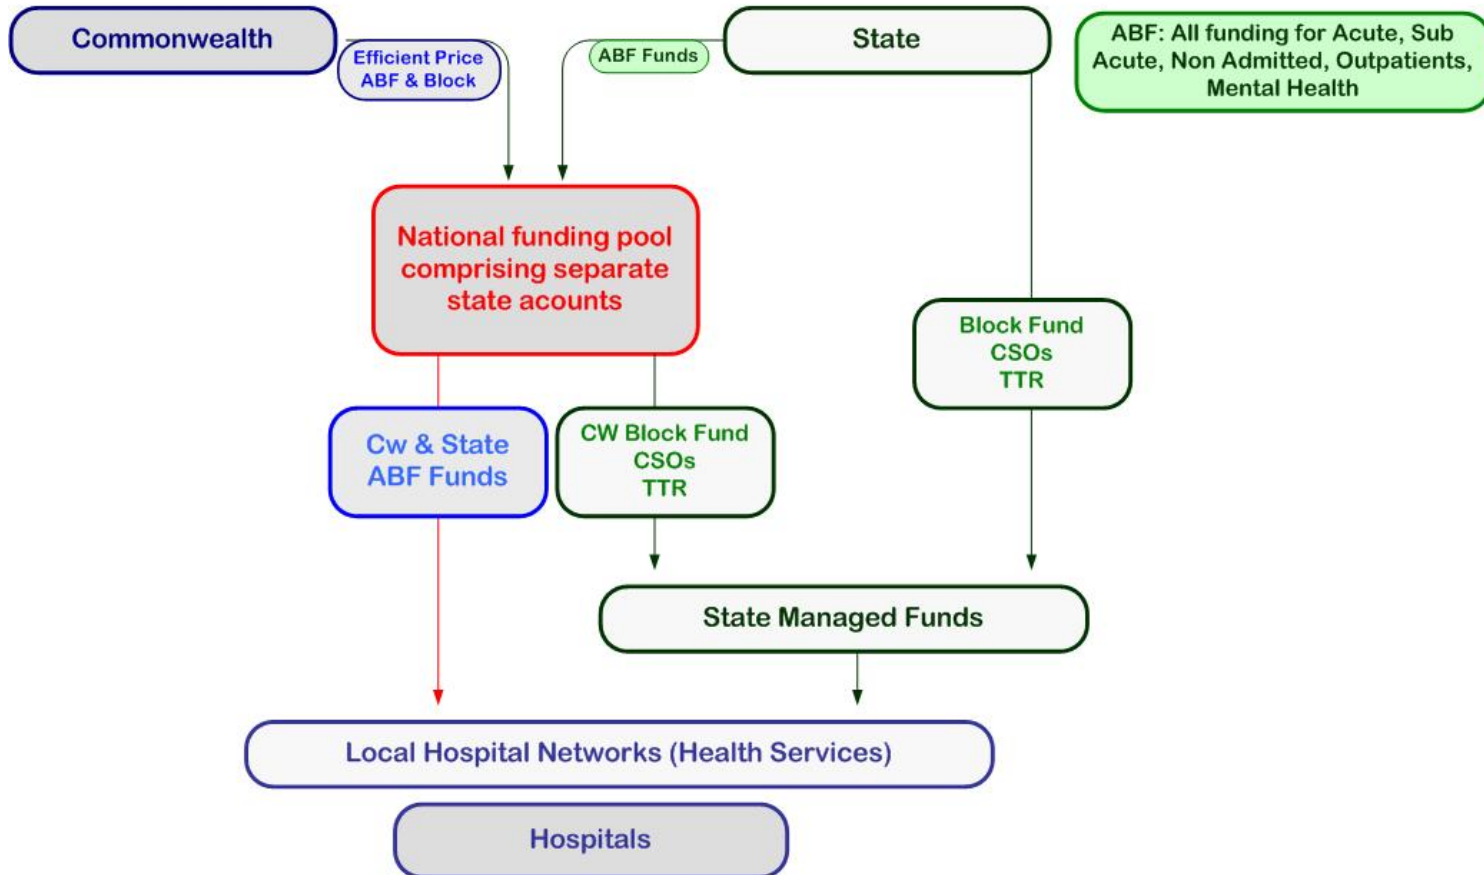 Commonwealth
Efficient Price
ABF & Block
ABF Funds
State
ABF: All funding for Acute, Sub
Acute, Non Admitted, Outpatients,
Mental Health
National funding pool
comprising separate
state acounts
Block Fund
CSOs
TTR
Cw & State
ABF Funds
CW Block Fund
CSOs
TTR
State Managed Funds
Local Hospital Networks (Health Services)
Hospitals